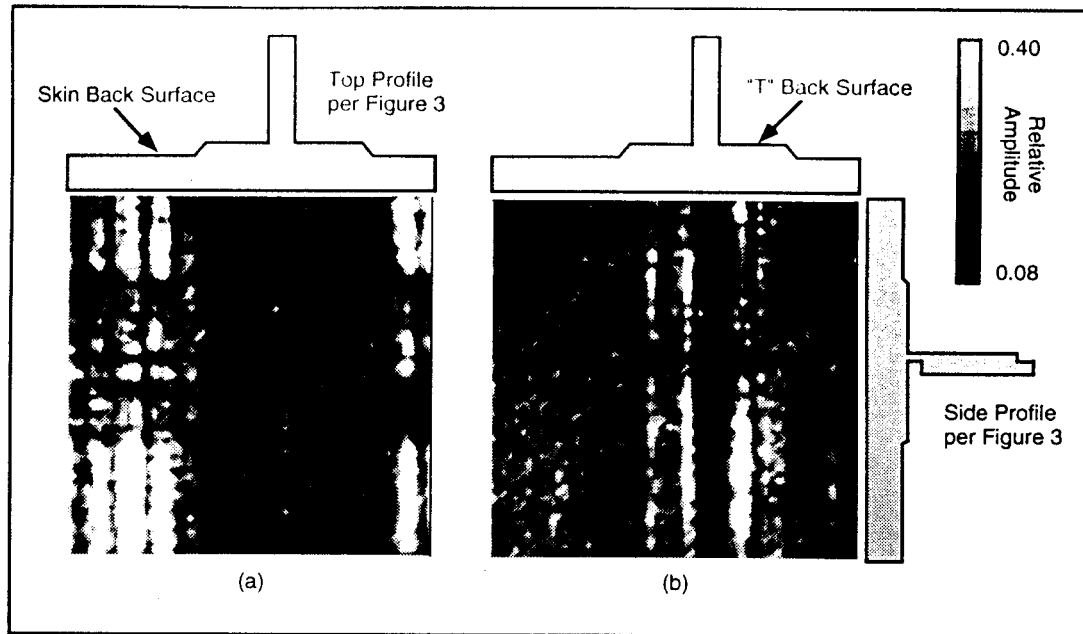 Skin Back Surface
Top Profile
per Figure 3
"T" Back Surface
0.40
Relative
Amplitude
0.08
Side Profile
per Figure 3
(a)
(b)